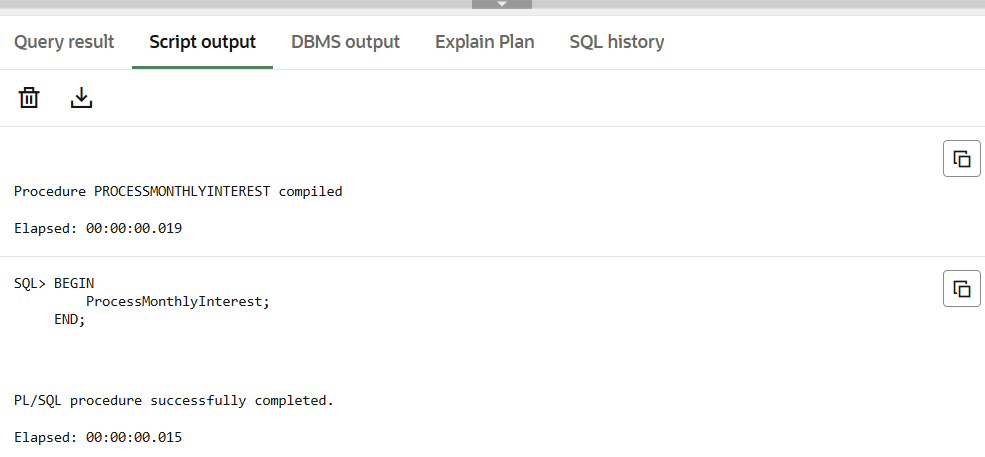 Query result Script output DBMS output Explain Plan SQL history
Procedure PROCESSMONTHLYINTEREST compiled
Elapsed: 00:00:00.019
SQL> BEGIN
ProcessMonthlyInterest;
END;
PL/SQL procedure successfully completed.
Elapsed: 00:00:00.015